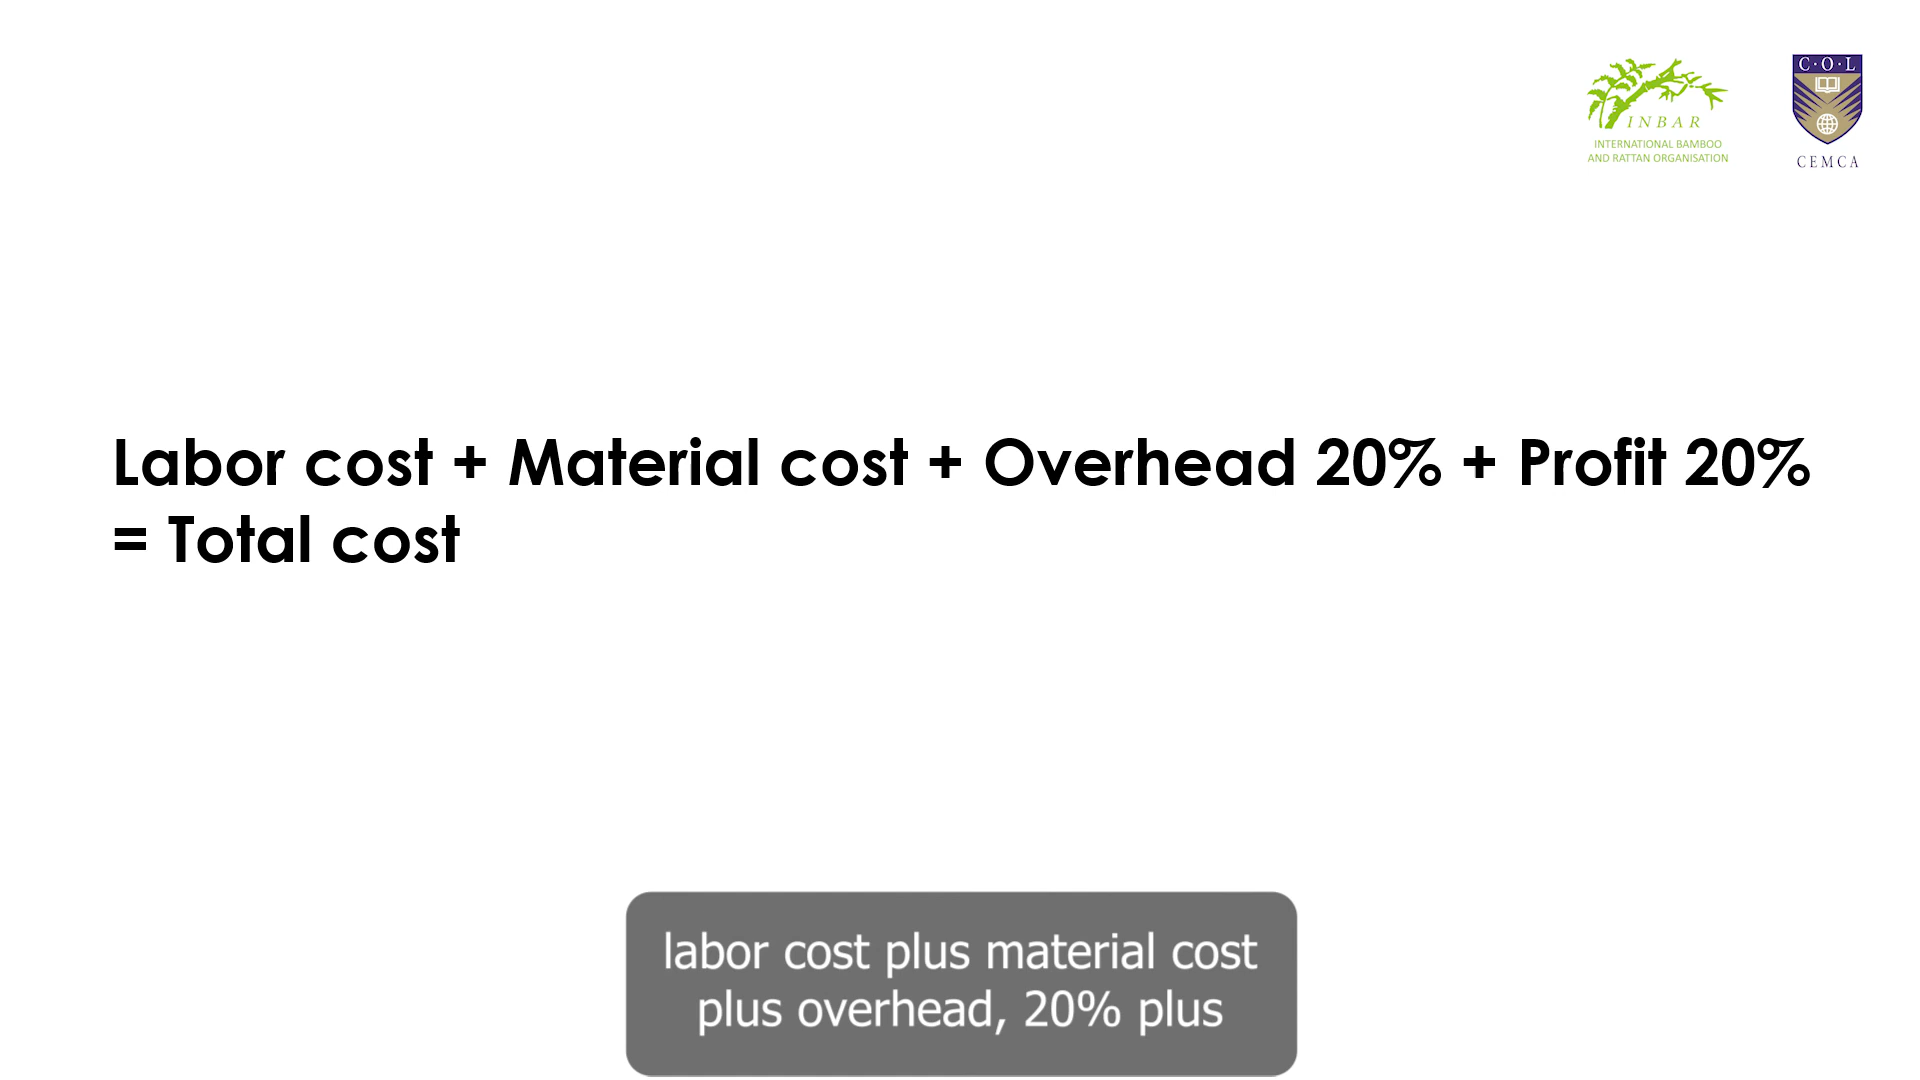 C·O·L
INBAR
INTERNATIONAL BAMBOO
AND RATTAN ORGANISATION
CEMCA
Labor cost + Material cost + Overhead 20% + Profit 20%
= Total cost
labor cost plus material cost
plus overhead, 20% plus